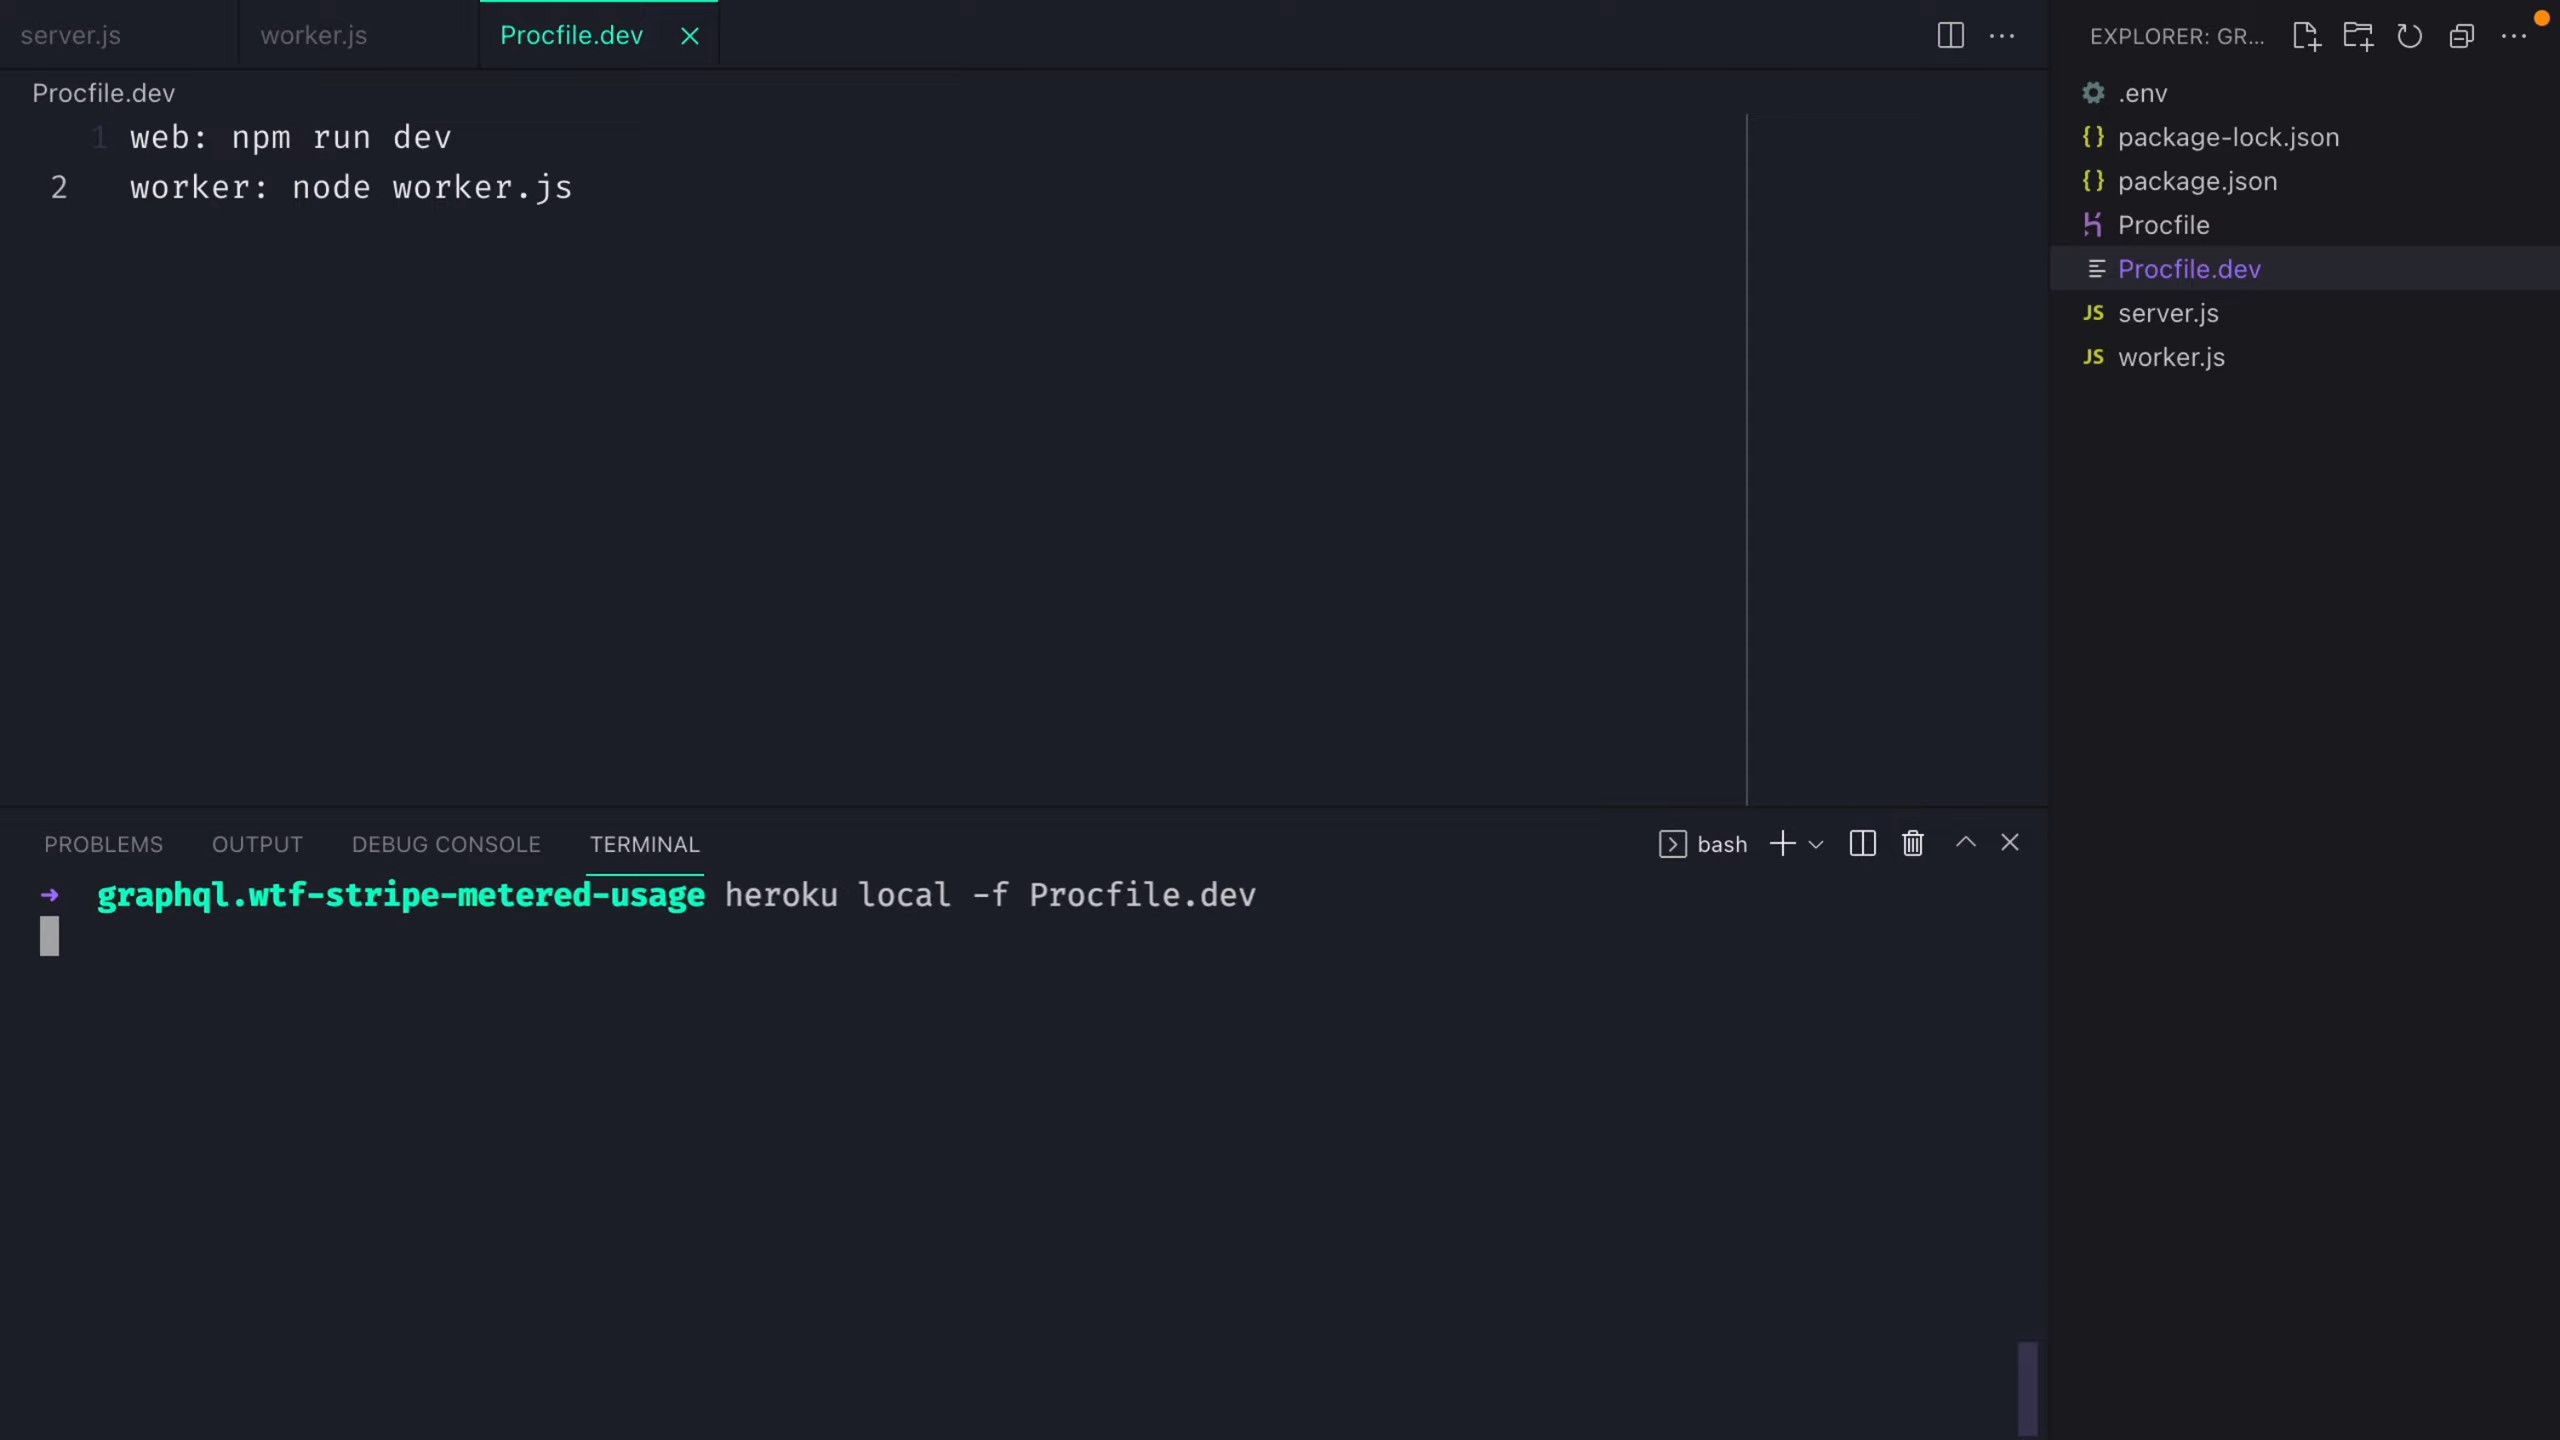 server.js
worker.js
Procfile.dev
Procfile.dev
1 web: npm run dev
2 worker: node worker.js
EXPLORER: GR...
.env
{} package-lock.json
{} package.json
Procfile
Procfile.dev
JS server.js
JS worker.js
PROBLEMS OUTPUT DEBUG CONSOLE TERMINAL
bash
→ graphql.wtf-stripe-metered-usage heroku local -f Procfile.dev